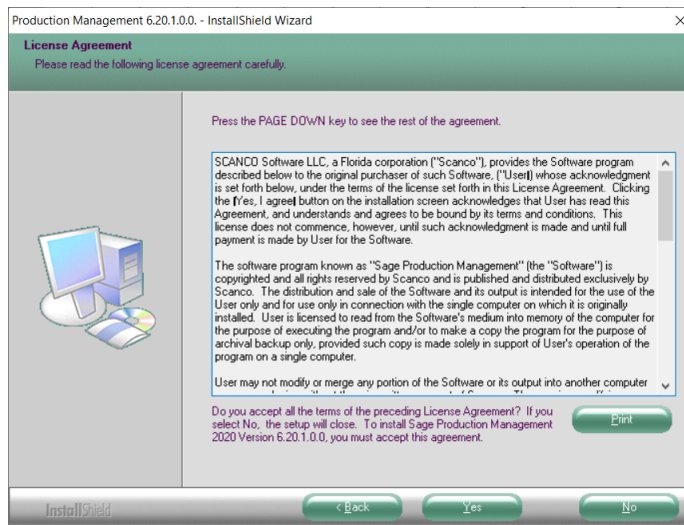 Production Management 6.20.1.0.0. - InstallShield Wizard
License Agreement
Please read the following license agreement carefully.
Press the PAGE DOWN key to see the rest of the agreement.
SCANCO Software LLC, a Florida corporation ("Scanco"), provides the Software program
described below to the original purchaser of such Software, ("User‖) whose acknowledgment
is set forth below, under the terms of the license set forth in this License Agreement.  Clicking
the ‖Yes, I agree‖ button on the installation screen acknowledges that User has read this
Agreement, and understands and agrees to be bound by its terms and conditions.  This
license does not commence, however, until such acknowledgment is made and until full
payment is made by User for the Software.
The software program known as "Sage Production Management" (the "Software") is
copyrighted and all rights reserved by Scanco and is published and distributed exclusively by
Scanco.  The distribution and sale of the Software and its output is intended for the use of the
User only and for use only in connection with the single computer on which it is originally
installed.  User is licensed to read from the Software's medium into memory of the computer for
the purpose of executing the program and/or to make a copy the program for the purpose of
archival backup only, provided such copy is made solely in support of User's operation of the
program on a single computer.
User may not modify or merge any portion of the Software or its output into another computer
Do you accept all the terms of the preceding License Agreement?  If you
select No,  the setup will close.  To install Sage Production Management
2020 Version 6.20.1.0.0, you must accept this agreement.
Print
InstallShield
< Back
Yes
No